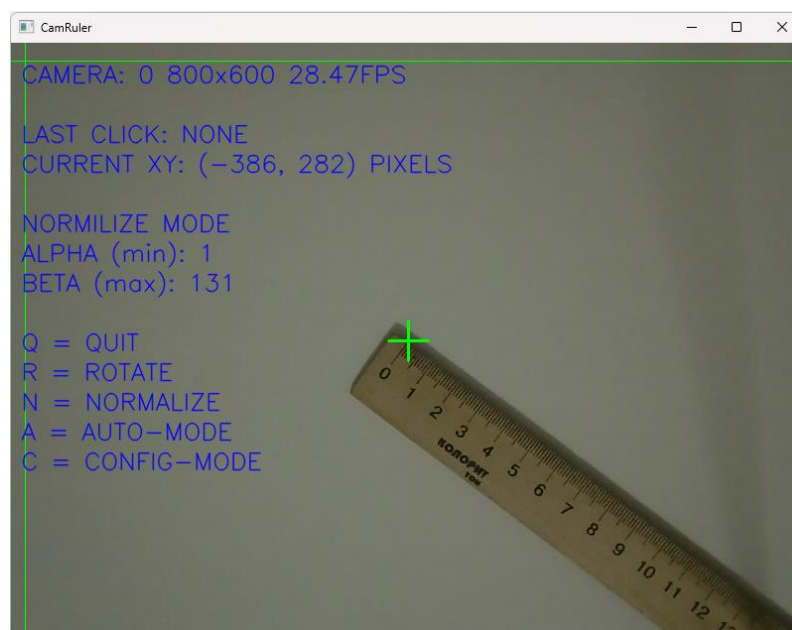 CamRuler
CAMERA: 0 800x600 28.47FPS
LAST CLICK: NONE
CURRENT XY: (-386, 282) PIXELS
NORMILIZE MODE
ALPHA (min): 1
BETA (max): 131
Q = QUIT
R = ROTATE
N = NORMALIZE
A = AUTO-MODE
C = CONFIG-MODE
0 1 2 3 4 5 6 7 8 9 10 11 12 13
КОЛОРИТ
ТОН